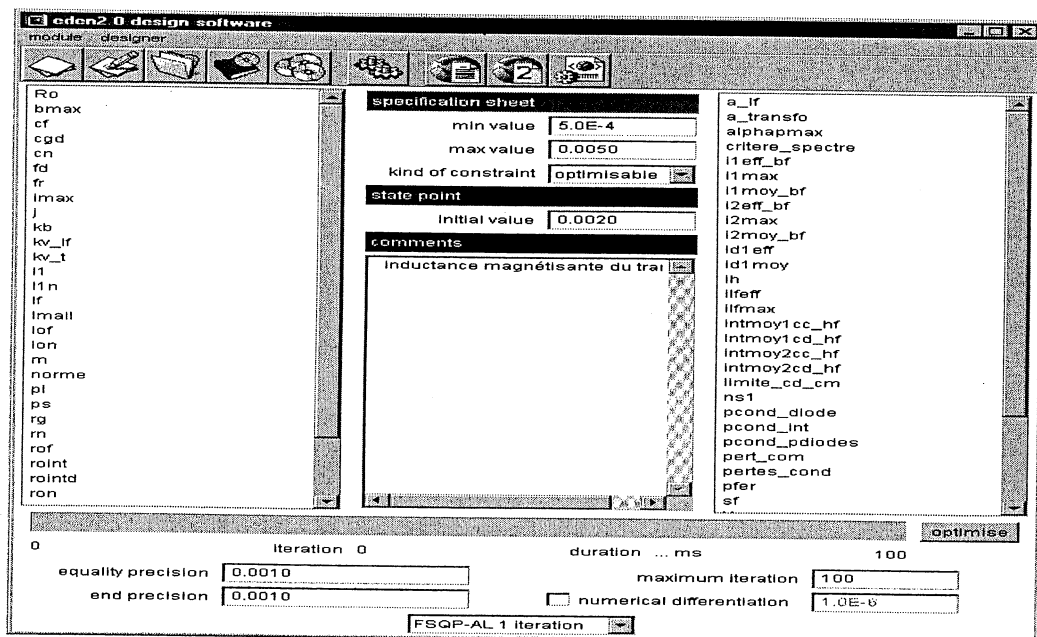 eden2.0 design software
module designer
Ro
bmax
cf
cgd
cn
fd
fr
Imax
j
kb
kv_lf
kv_t
l1
l1n
lf
lmail
lof
lon
m
norme
pl
ps
rg
rn
rof
roint
rointd
ron
specification sheet
min value 5.0E-4
max value 0.0050
kind of constraint optimisable
state point
initial value 0.0020
comments
inductance magnétisante du trai
a_lf
a_transfo
alphapmax
critere_spectre
i1eff_bf
i1max
i1moy_bf
i2eff_bf
i2max
i2moy_bf
id1eff
id1moy
ih
ilfeff
ilfmax
intmoy1cc_hf
intmoy1cd_hf
intmoy2cc_hf
intmoy2cd_hf
limite_cd_cm
ns1
pcond_diode
pcond_int
pcond_pdiodes
pert_com
pertes_cond
pfer
sf
optimise
0 iteration 0 duration ... ms 100
equality precision 0.0010 maximum iteration 100
end precision 0.0010 numerical differentiation 1.0E-6
FSQP-AL 1 iteration